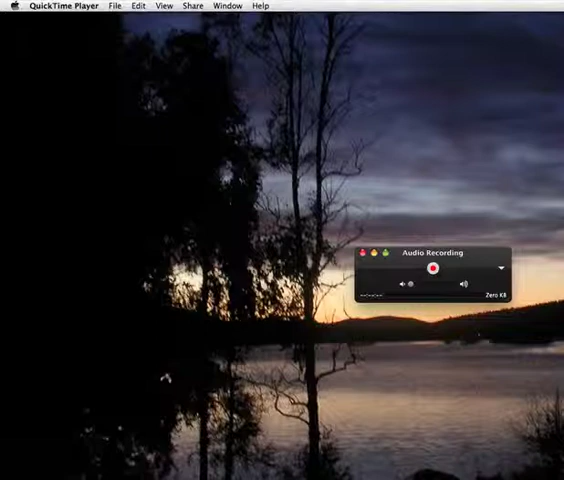 QuickTime Player File Edit View Share Window Help
Audio Recording
--:--:--
Zero KB